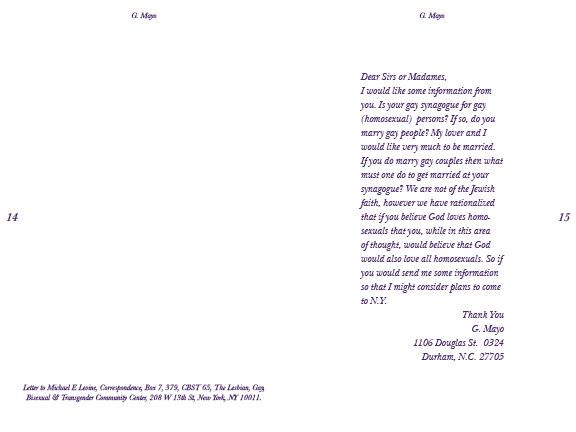 G. Mayo
14
Letter to Michael E Levine, Correspondence, Box 7, 379, CBST 65, The Lesbian, Gay,
Bisexual & Transgender Community Center, 208 W 13th St, New York, NY 10011.
G. Mayo
Dear Sirs or Madames,
I would like some information from
you. Is your gay synagogue for gay
(homosexual) persons? If so, do you
marry gay people? My lover and I
would like very much to be married.
If you do marry gay couples then what
must one do to get married at your
synagogue? We are not of the Jewish
faith, however we have rationalized
that if you believe God loves homo-
sexuals that you, while in this area
of thought, would believe that God
would also love all homosexuals. So if
you would send me some information
so that I might consider plans to come
to N.Y.
Thank You
G. Mayo
1106 Douglas St. 0324
Durham, N.C. 27705
15